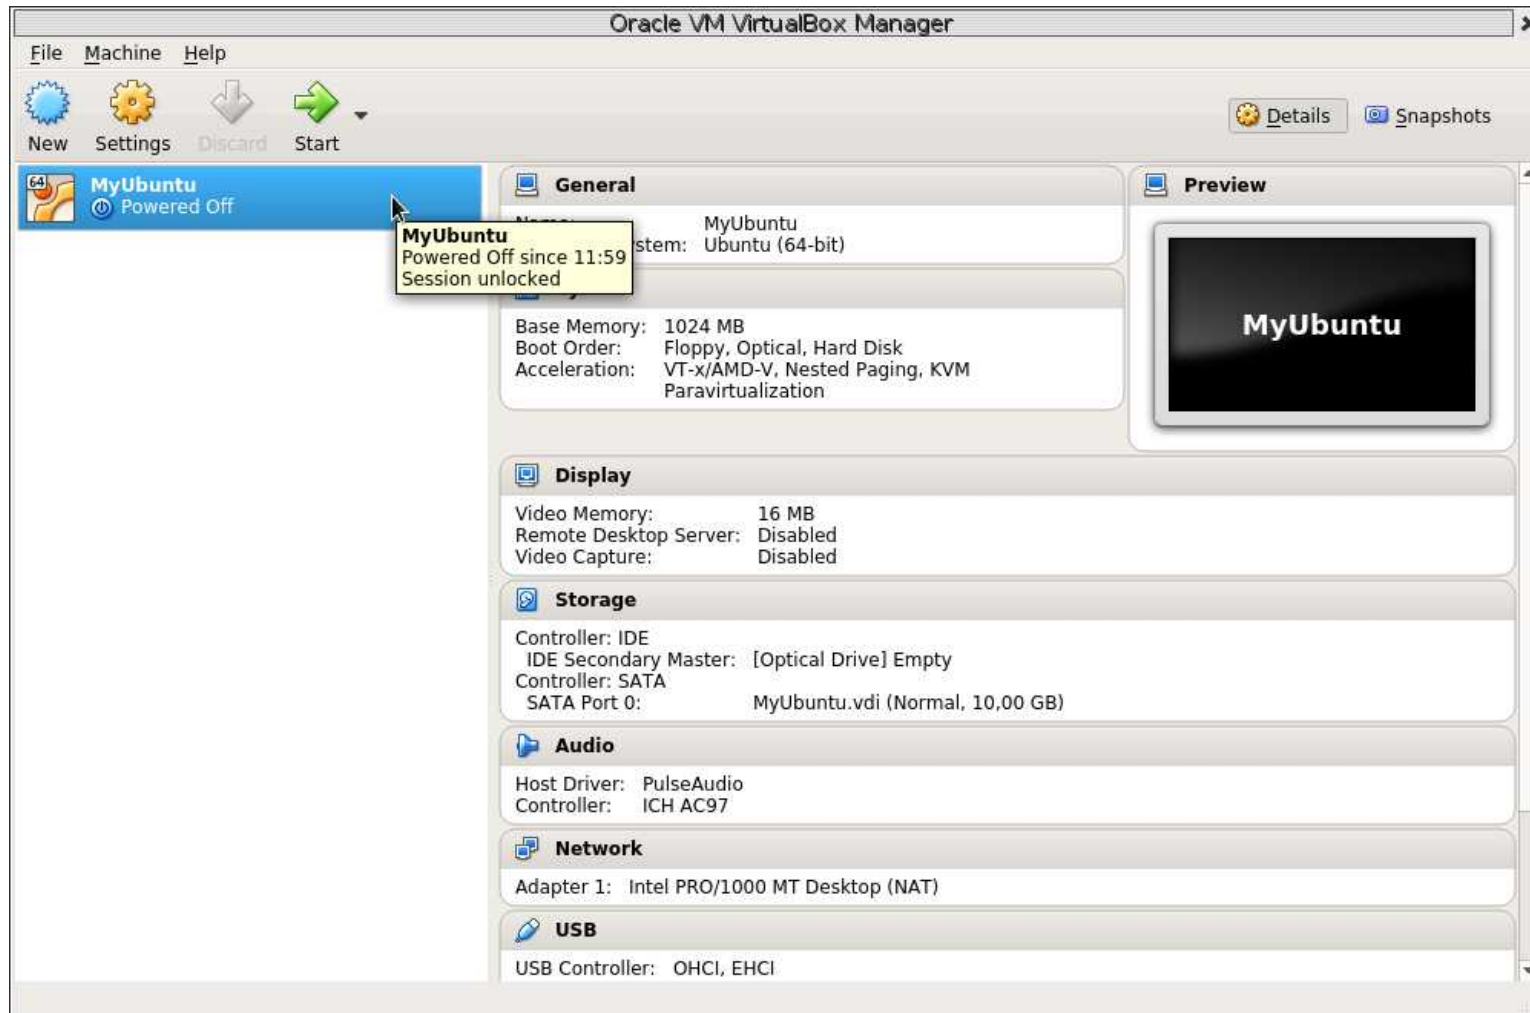 Oracle VM VirtualBox Manager
File Machine Help
New Settings Discard Start
Details Snapshots
64
MyUbuntu
Powered Off
MyUbuntu
Powered Off since 11:59
Session unlocked
General
MyUbuntu
stem: Ubuntu (64-bit)
Base Memory: 1024 MB
Boot Order: Floppy, Optical, Hard Disk
Acceleration: VT-x/AMD-V, Nested Paging, KVM
Paravirtualization
Preview
MyUbuntu
Display
Video Memory: 16 MB
Remote Desktop Server: Disabled
Video Capture: Disabled
Storage
Controller: IDE
IDE Secondary Master: [Optical Drive] Empty
Controller: SATA
SATA Port 0: MyUbuntu.vdi (Normal, 10,00 GB)
Audio
Host Driver: PulseAudio
Controller: ICH AC97
Network
Adapter 1: Intel PRO/1000 MT Desktop (NAT)
USB
USB Controller: OHCI, EHCI